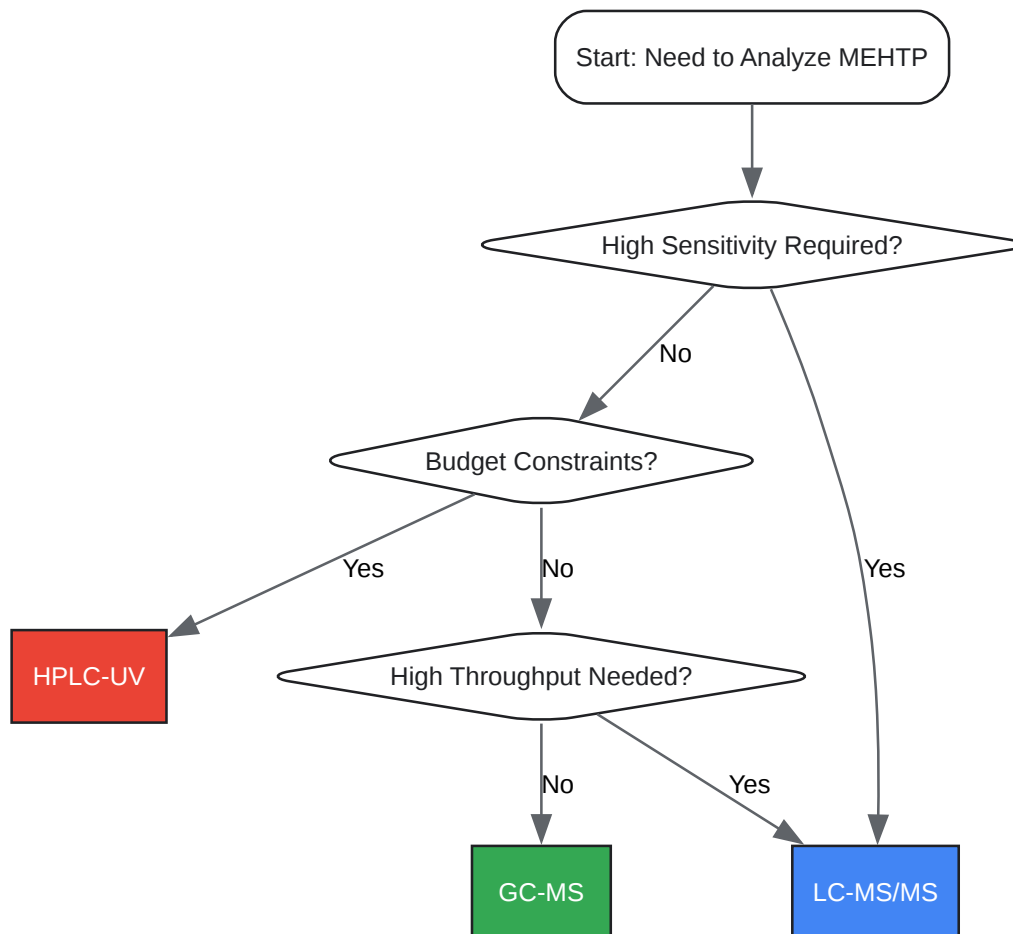 Start: Need to Analyze MEHTP
High Sensitivity Required?
No
Budget Constraints?
Yes
No
Yes
HPLC-UV
High Throughput Needed?
No
Yes
GC-MS
LC-MS/MS